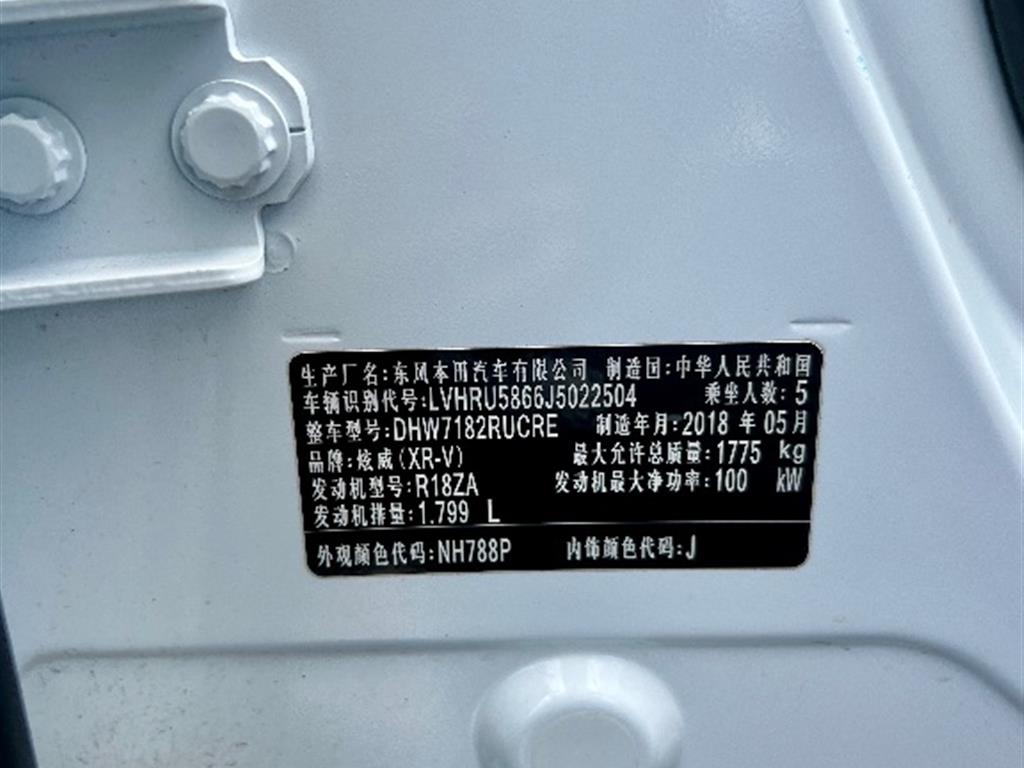 生产厂名:东风本田汽车有限公司 制造国:中华人民共和国
车辆识别代号:LVHRU5866J5022504 乘坐人数:5
整车型号:DHW7182RUCRE 制造年月:2018 年 05月
品牌:炫威(XR-V) 最大允许总质量:1775 kg
发动机型号:R18ZA 发动机最大净功率:100 kW
发动机排量:1.799 L
外观颜色代码:NH788P 内饰颜色代码:J